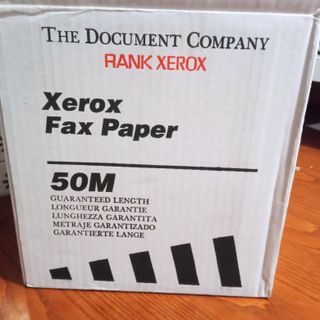 THE DOCUMENT COMPANY
RANK XEROX
Xerox
Fax Paper
50M
GUARANTEED LENGTH
LONGUEUR GARANTIE
LUNGHEZZA GARANTITA
METRAJE GARANTIZADO
GARANTIERTE LANGE